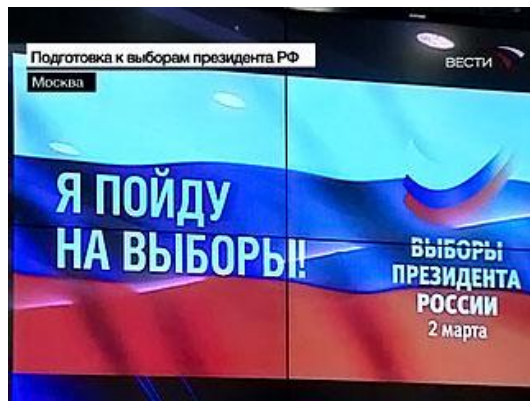 Подготовка к выборам президента РФ
Москва
ВЕСТИ
Я ПОЙДУ
НА ВЫБОРЫ!
ВЫБОРЫ
ПРЕЗИДЕНТА
РОССИИ
2 марта